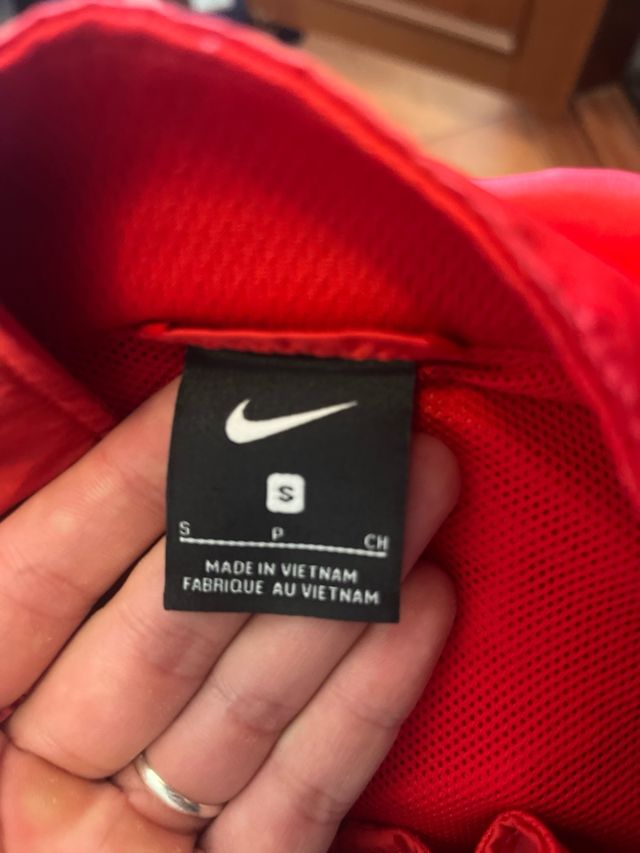 S
S P CH
MADE IN VIETNAM
FABRIQUE AU VIETNAM